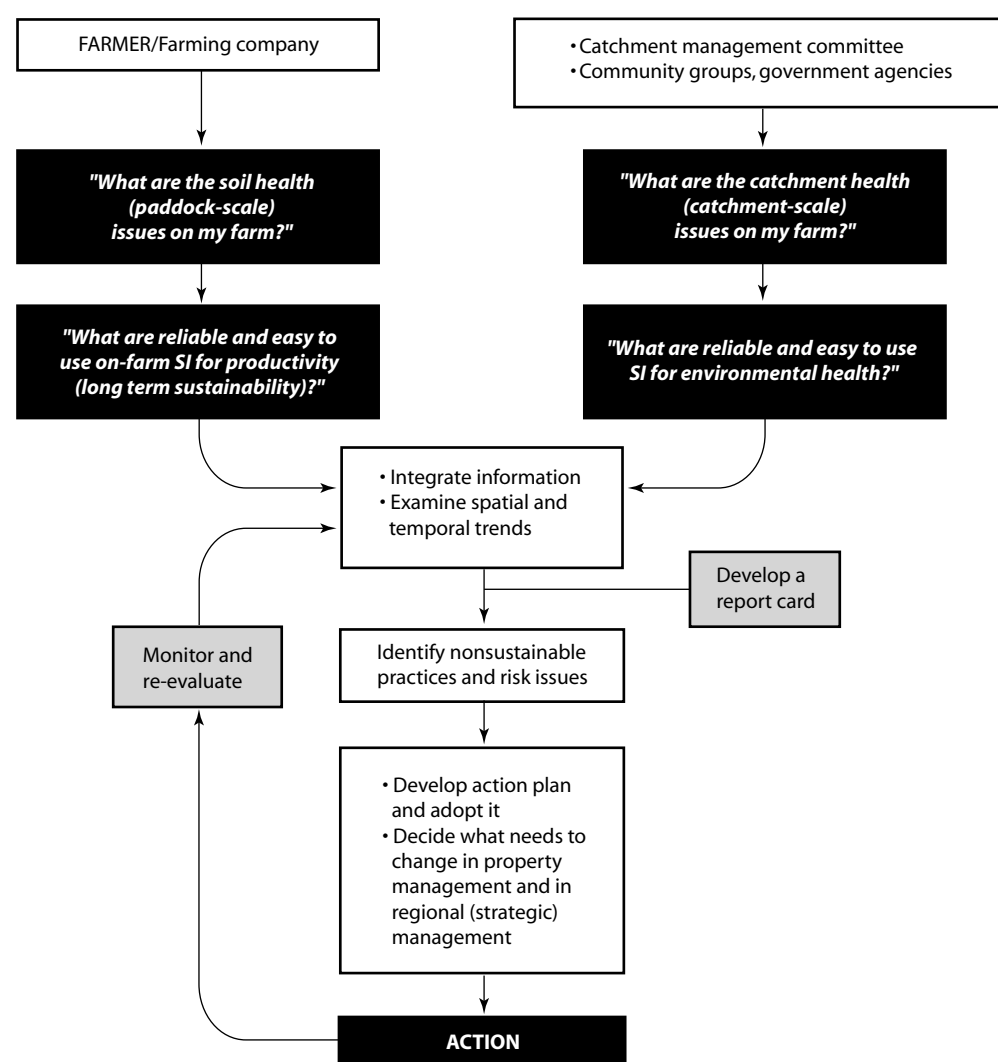 FARMER/Farming company
• Catchment management committee
• Community groups, government agencies
"What are the soil health
(paddock-scale)
issues on my farm?"
"What are the catchment health
(catchment-scale)
issues on my farm?"
"What are reliable and easy to
use on-farm SI for productivity
(long term sustainability)?"
"What are reliable and easy to use
SI for environmental health?"
• Integrate information
• Examine spatial and
temporal trends
Develop a
report card
Monitor and
re-evaluate
Identify nonsustainable
practices and risk issues
• Develop action plan
and adopt it
• Decide what needs to
change in property
management and in
regional (strategic)
management
ACTION